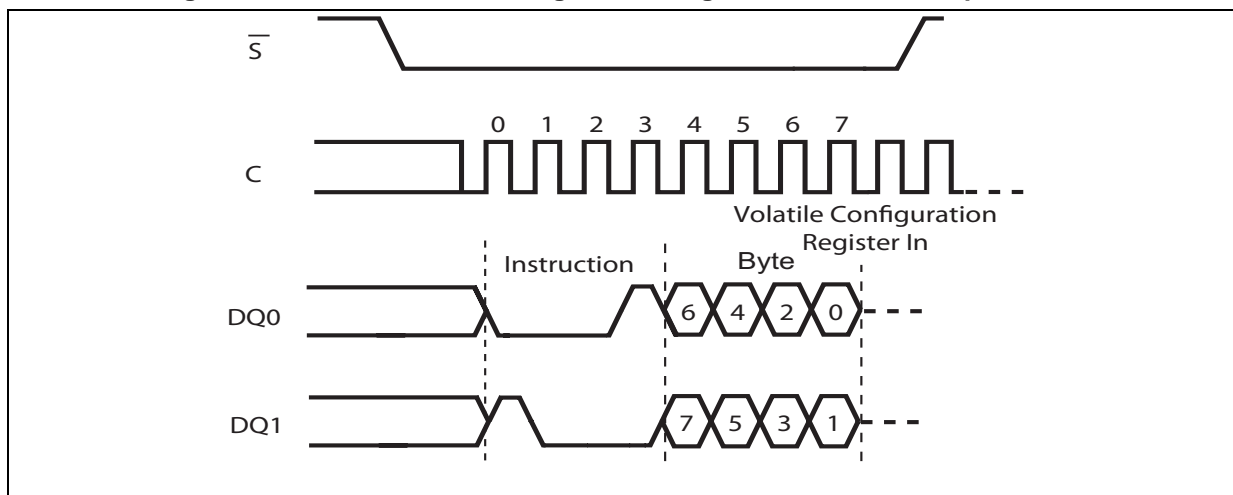 S
0 1 2 3 4 5 6 7
C
Volatile Configuration
Register In
Instruction
Byte
DQ0
6 4 2 0
DQ1
7 5 3 1